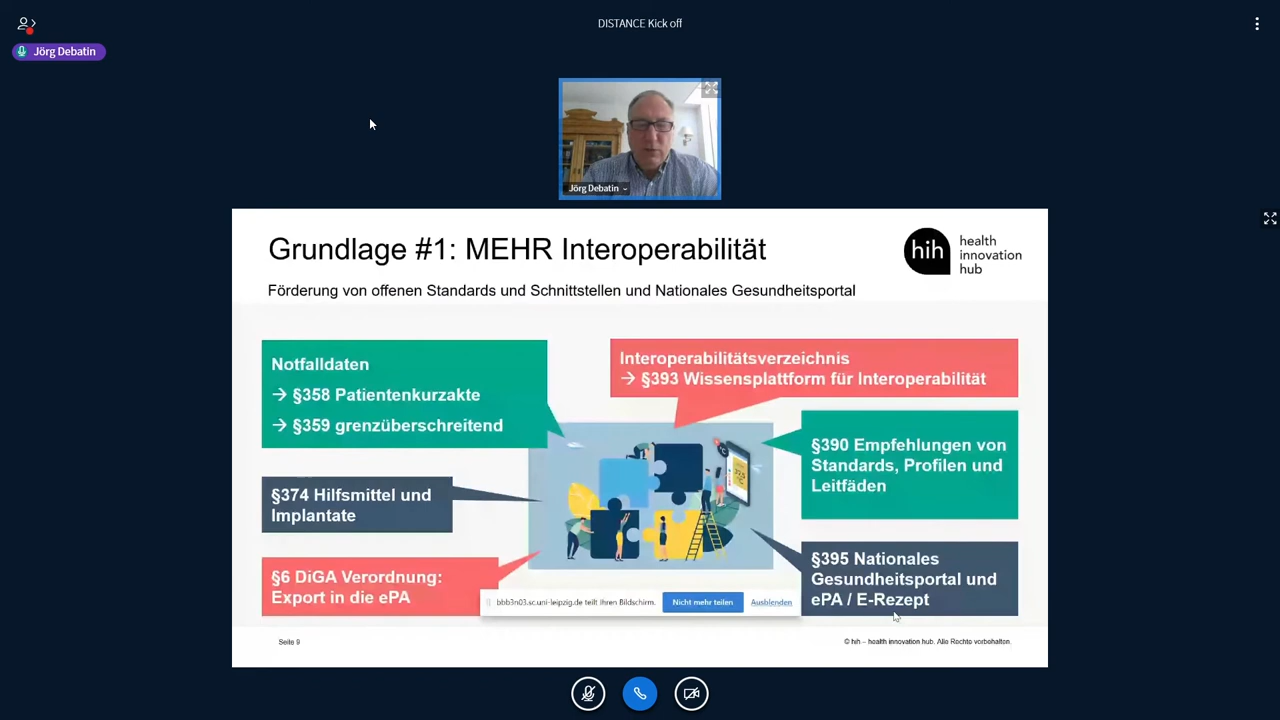 DISTANCE Kick off
Jörg Debatin
Jörg Debatin
Grundlage #1: MEHR Interoperabilität
hih
health
innovation
hub
Förderung von offenen Standards und Schnittstellen und Nationales Gesundheitsportal
Notfalldaten
→ §358 Patientenkurzakte
→ §359 grenzüberschreitend
Interoperabilitätsverzeichnis
→ §393 Wissensplattform für Interoperabilität
§390 Empfehlungen von
Standards, Profilen und
Leitfäden
§374 Hilfsmittel und
Implantate
§395 Nationales
Gesundheitsportal und
ePA / E-Rezept
§6 DiGA Verordnung:
Export in die ePA
bbb3n03.sc.uni-leipzig.de teilt Ihren Bildschirm.
Nicht mehr teilen
Ausblenden
Seite 9
© hih – health innovation hub. Alle Rechte vorbehalten.